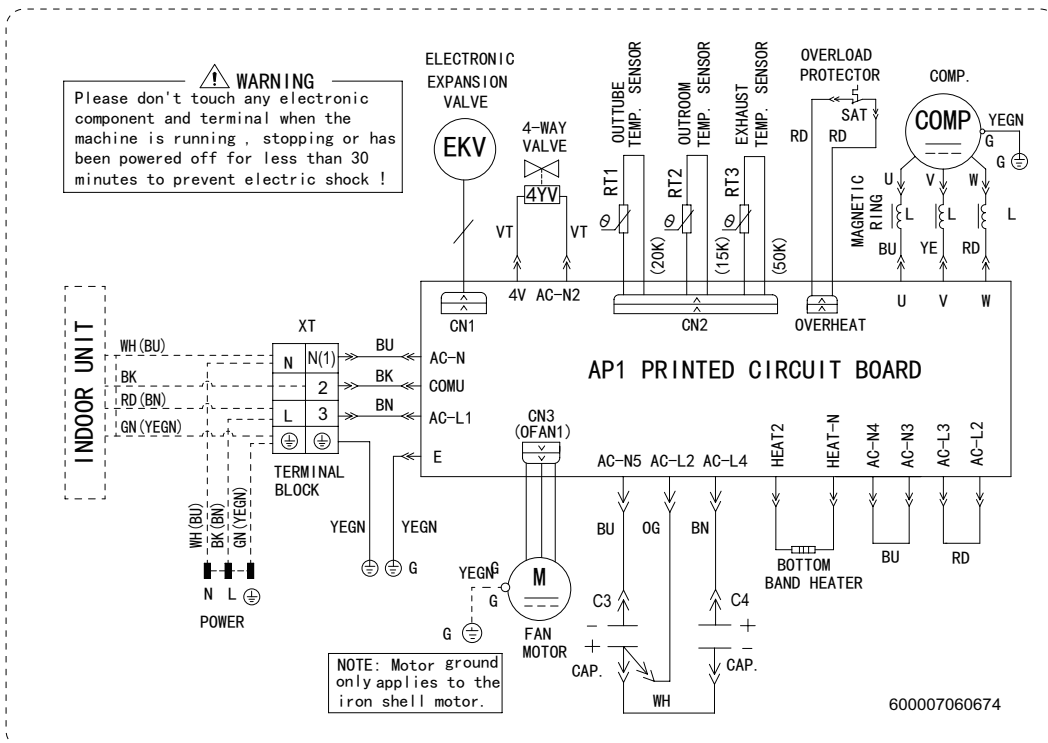 WARNING
Please don't touch any electronic
component and terminal when the
machine is running , stopping or has
been powered off for less than 30
minutes to prevent electric shock !
ELECTRONIC
EXPANSION
VALVE
EKV
4-WAY
VALVE
4YV
VT
VT
OUTTUBE
TEMP. SENSOR
OUTROOM
TEMP. SENSOR
EXHAUST
TEMP. SENSOR
RT1
RT2
RT3
θ
θ
θ
(20K)
(15K)
(50K)
OVERLOAD
PROTECTOR
SAT
RD
RD
COMP.
COMP
YEGN
G
G
U
V
W
MAGNETIC
RING
L
L
L
BU
YE
RD
4V
AC-N2
CN1
CN2
OVERHEAT
U
V
W
AP1 PRINTED CIRCUIT BOARD
INDOOR UNIT
WH(BU)
BK
RD(BN)
GN(YEGN)
XT
N
N(1)
2
L
3
TERMINAL
BLOCK
BU
BK
BN
AC-N
COMU
AC-L1
E
CN3
(OFAN1)
AC-N5
AC-L2
AC-L4
HEAT2
HEAT-N
AC-N4
AC-N3
AC-L3
AC-L2
WH(BU)
BK(BN)
GN(YEGN)
N
L
POWER
YEGN
YEGN
G
YEGN
G
G
G
M
FAN
MOTOR
BU
OG
BN
BOTTOM
BAND HEATER
BU
RD
C3
-
+
CAP.
C4
+
-
CAP.
WH
NOTE: Motor ground
only applies to the
iron shell motor.
600007060674